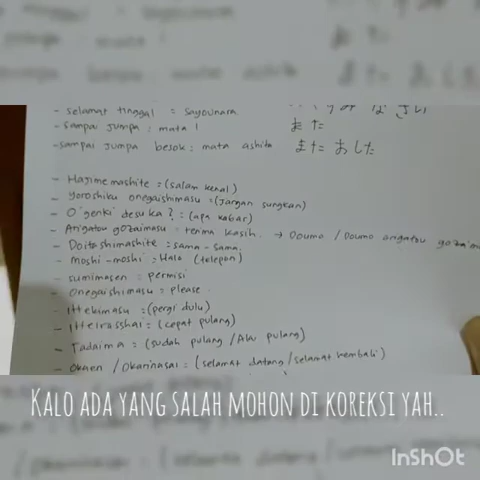 - selamat tinggal = sayounara
- sampai jumpa : mata !
また
- sampai jumpa besok : mata ashita
また あした
- Hajimemashite = (salam kenal)
- Yoroshiku onegaishimasu = (jangan sungkan)
- O'genki desuka? = (apa kabar)
- Arigatou gozaimasu = terima kasih. → Doumo / Doumo arigatou
- Doitashimashite = sama-sama.
- moshi-moshi = Halo (telepon)
- sumimasen = permisi
- Onegaishimasu = please.
- Ittekimasu = (pergi dulu)
- Itterasshai = (cepat pulang)
- Tadaima = (sudah pulang / Aku pulang)
- Okaeri / Okarinasai = (selamat datang / selamat kembali)
KALO ADA YANG SALAH MOHON DI KOREKSI YAH..
InShOt